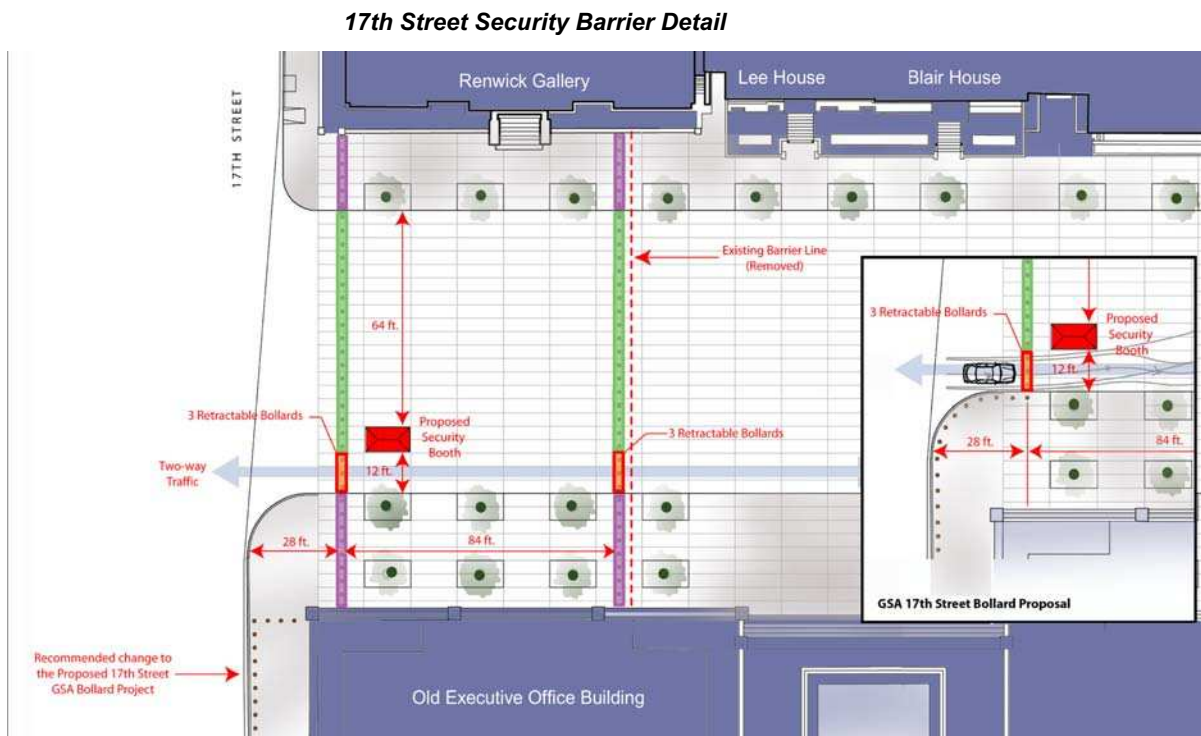 17th Street Security Barrier Detail
Renwick Gallery
Lee House
Blair House
17TH STREET
Existing Barrier Line
(Removed)
64 ft.
3 Retractable Bollards
Proposed
Security
Booth
3 Retractable Bollards
Two-way
Traffic
12 ft.
28 ft.
84 ft.
Recommended change to
the Proposed 17th Street
GSA Bollard Project
Old Executive Office Building
3 Retractable Bollards
Proposed
Security
Booth
12 ft.
28 ft.
84 ft.
GSA 17th Street Bollard Proposal